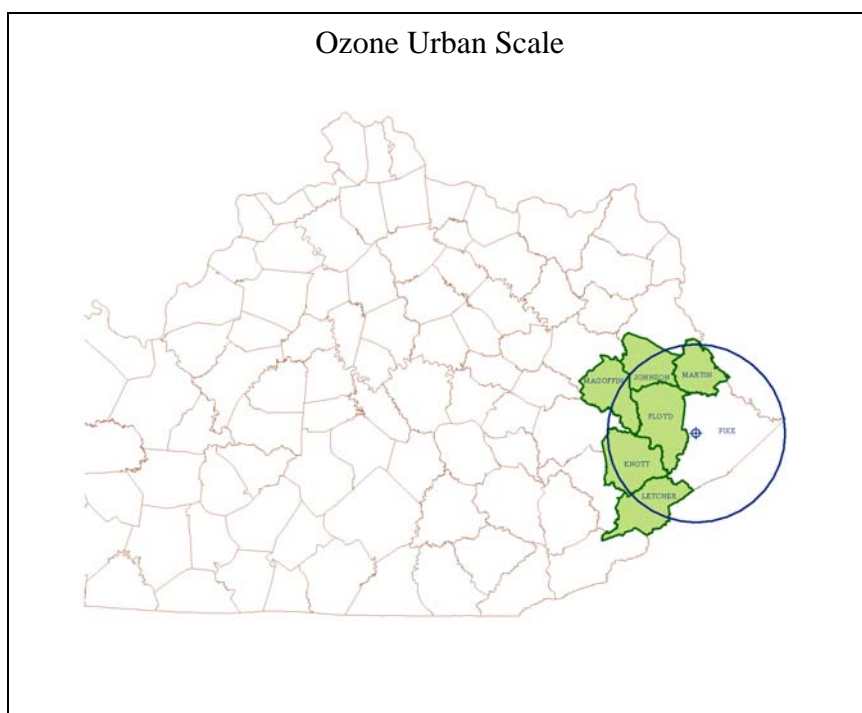 Ozone Urban Scale
MAGOFFIN
JOHNSON
MARTIN
FLOYD
PIKE
KNOTT
LETCHER